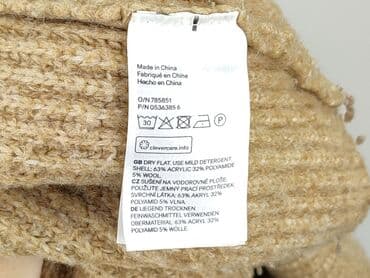 Made in China
Fabriqué en China
Hecho en China
O/N 785851
P/N 0536385 6
30 P
clevercare.info
GB DRY FLAT. USE MILD DETERGENT.
SHELL: 63% ACRYLIC 32% POLYAMIDE
5% WOOL.
CZ SUŠENÍ NA VODOROVNÉ PLOŠE.
POUŽIJTE JEMNÝ PRACÍ PROSTŘEDEK.
SVRCHNÍ LÁTKA: 63% AKRYL 32%
POLYAMID 5% VLNA.
DE LIEGEND TROCKNEN.
FEINWASCHMITTEL VERWENDEN
OBERMATERIAL: 63% ACRYL 32%
POLYAMID 5% WOLLE.